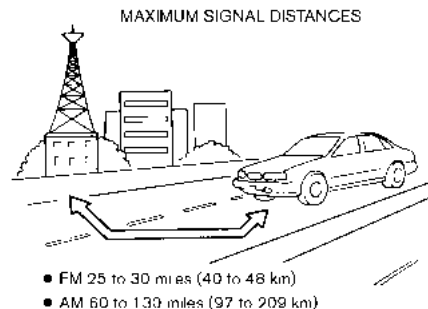 MAXIMUM SIGNAL DISTANCES
● FM 25 to 30 miles (40 to 48 km)
● AM 60 to 130 miles (97 to 209 km)